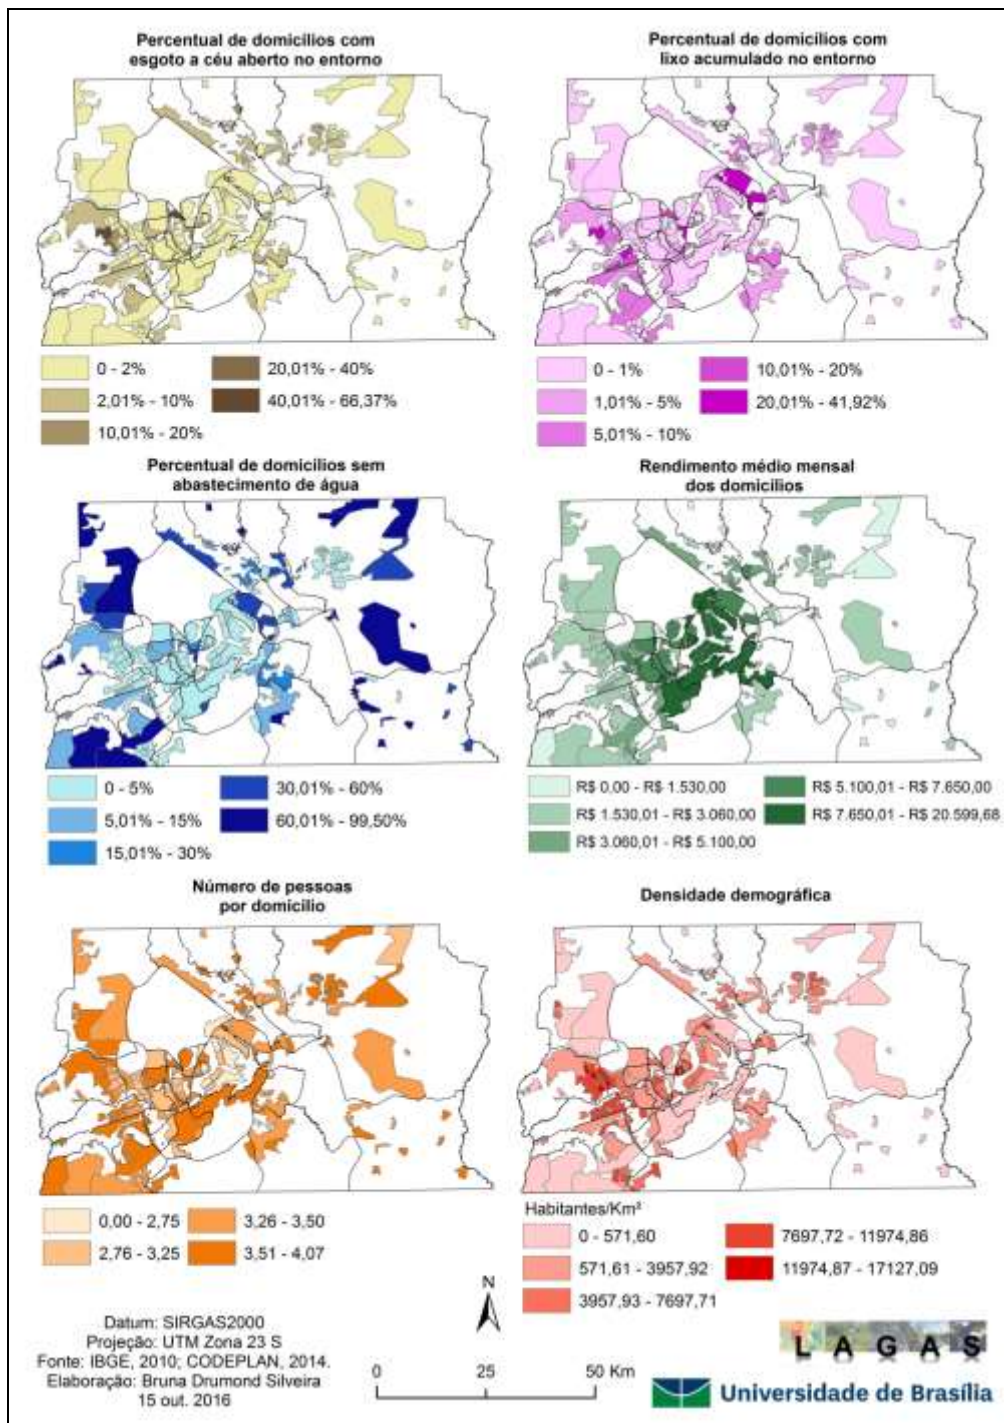 Percentual de domicílios com
esgoto a céu aberto no entorno
Percentual de domicílios com
lixo acumulado no entorno
0 - 2%
2,01% - 10%
10,01% - 20%
20,01% - 40%
40,01% - 66,37%
0 - 1%
1,01% - 5%
5,01% - 10%
10,01% - 20%
20,01% - 41,92%
Percentual de domicílios sem
abastecimento de água
Rendimento médio mensal
dos domicílios
0 - 5%
5,01% - 15%
15,01% - 30%
30,01% - 60%
60,01% - 99,50%
R$ 0,00 - R$ 1.530,00
R$ 1.530,01 - R$ 3.060,00
R$ 3.060,01 - R$ 5.100,00
R$ 5.100,01 - R$ 7.650,00
R$ 7.650,01 - R$ 20.599,68
Número de pessoas
por domicílio
Densidade demográfica
0,00 - 2,75
2,76 - 3,25
3,26 - 3,50
3,51 - 4,07
Habitantes/Km²
0 - 571,60
571,61 - 3957,92
3957,93 - 7697,71
7697,72 - 11974,86
11974,87 - 17127,09
Datum: SIRGAS2000
Projeção: UTM Zona 23 S
Fonte: IBGE, 2010; CODEPLAN, 2014.
Elaboração: Bruna Drumond Silveira
15 out. 2016
N
0 25 50 Km
LAGAS
Universidade de Brasília